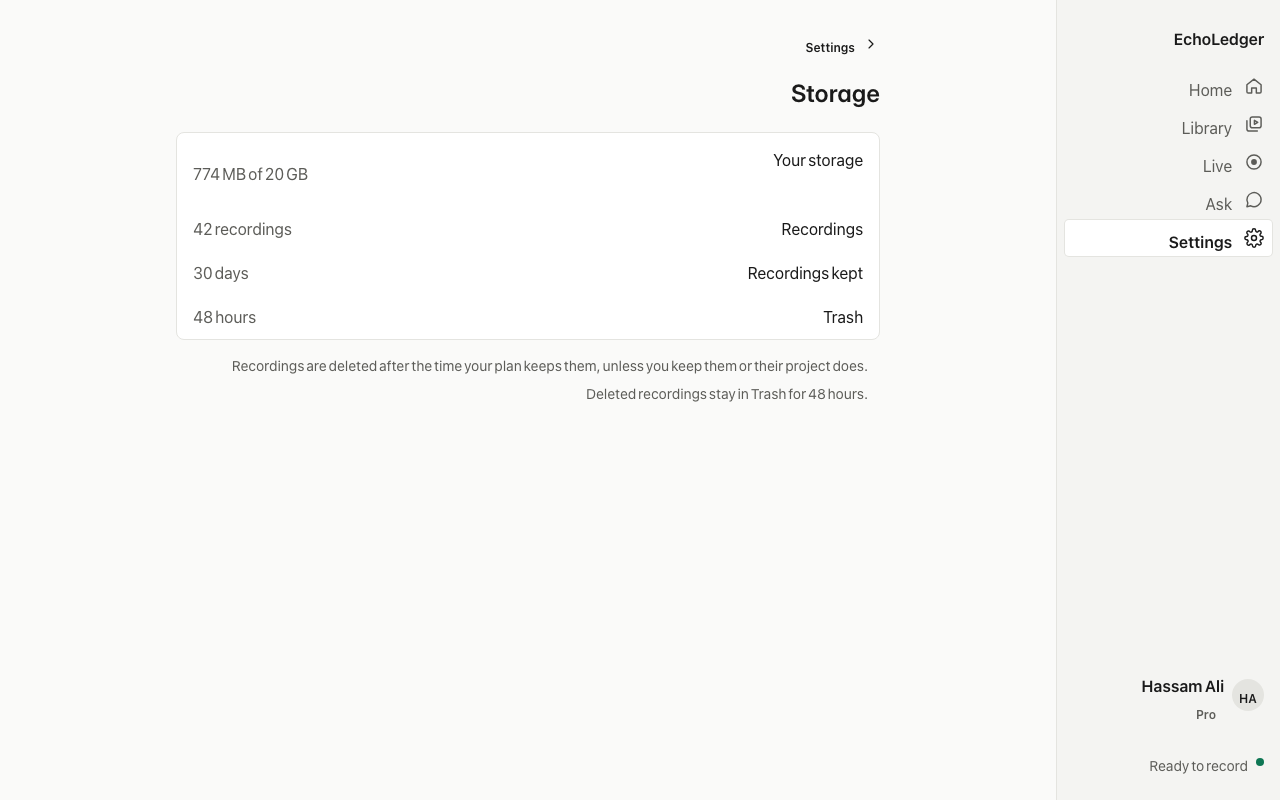 EchoLedger
Home
Library
Live
Ask
Settings
Hassam Ali
HA
Pro
Ready to record
Settings
Storage
Your storage
774 MB of 20 GB
Recordings
42 recordings
Recordings kept
30 days
Trash
48 hours
Recordings are deleted after the time your plan keeps them, unless you keep them or their project does.
Deleted recordings stay in Trash for 48 hours.